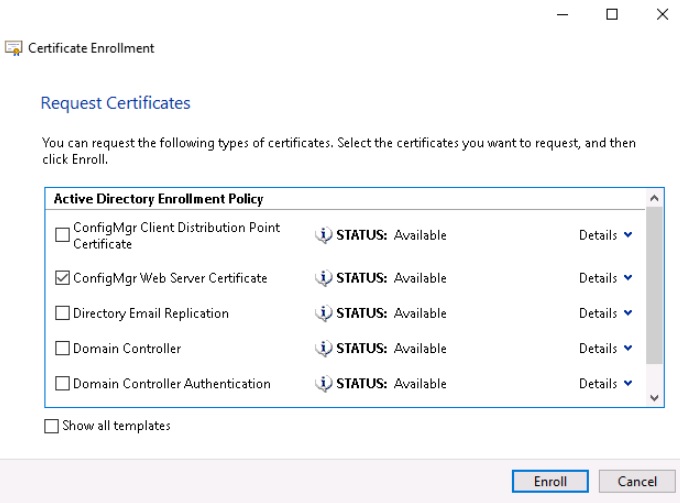 Certificate Enrollment
Request Certificates
You can request the following types of certificates. Select the certificates you want to request, and then
click Enroll.
Active Directory Enrollment Policy
ConfigMgr Client Distribution Point
Certificate
STATUS: Available
Details
ConfigMgr Web Server Certificate
STATUS: Available
Details
Directory Email Replication
STATUS: Available
Details
Domain Controller
STATUS: Available
Details
Domain Controller Authentication
STATUS: Available
Details
Show all templates
Enroll
Cancel